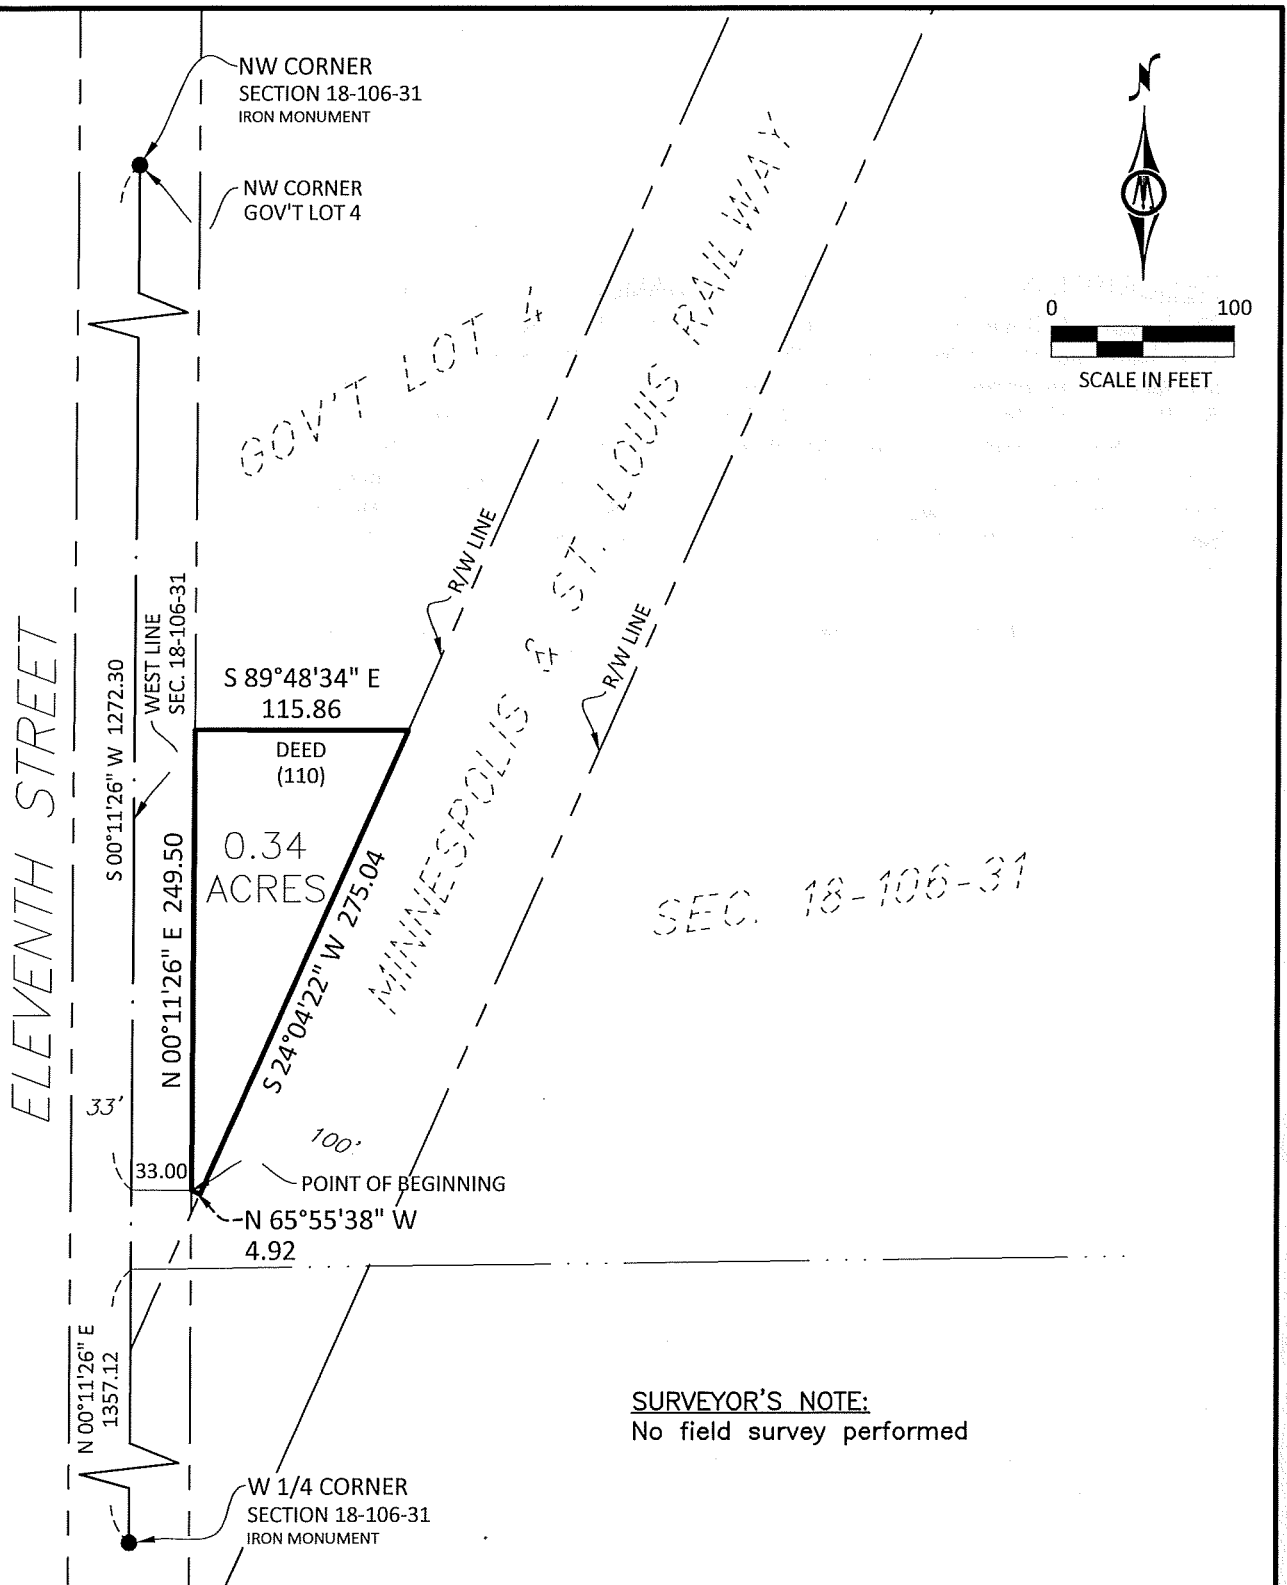 NW CORNER
SECTION 18-106-31
IRON MONUMENT
NW CORNER
GOV'T LOT 4
N
0 100
SCALE IN FEET
GOV'T LOT 4
MINNESPOLIS & ST. LOUIS RAILWAY
R/W LINE
R/W LINE
WEST LINE
SEC. 18-106-31
S 00°11'26" W 1272.30
ELEVENTH STREET
S 89°48'34" E
115.86
DEED
(110)
0.34
ACRES
N 00°11'26" E 249.50
S 24°04'22" W 275.04
SEC. 18-106-31
33'
100'
33.00
POINT OF BEGINNING
N 65°55'38" W
4.92
N 00°11'26" E
1357.12
SURVEYOR'S NOTE:
No field survey performed
W 1/4 CORNER
SECTION 18-106-31
IRON MONUMENT